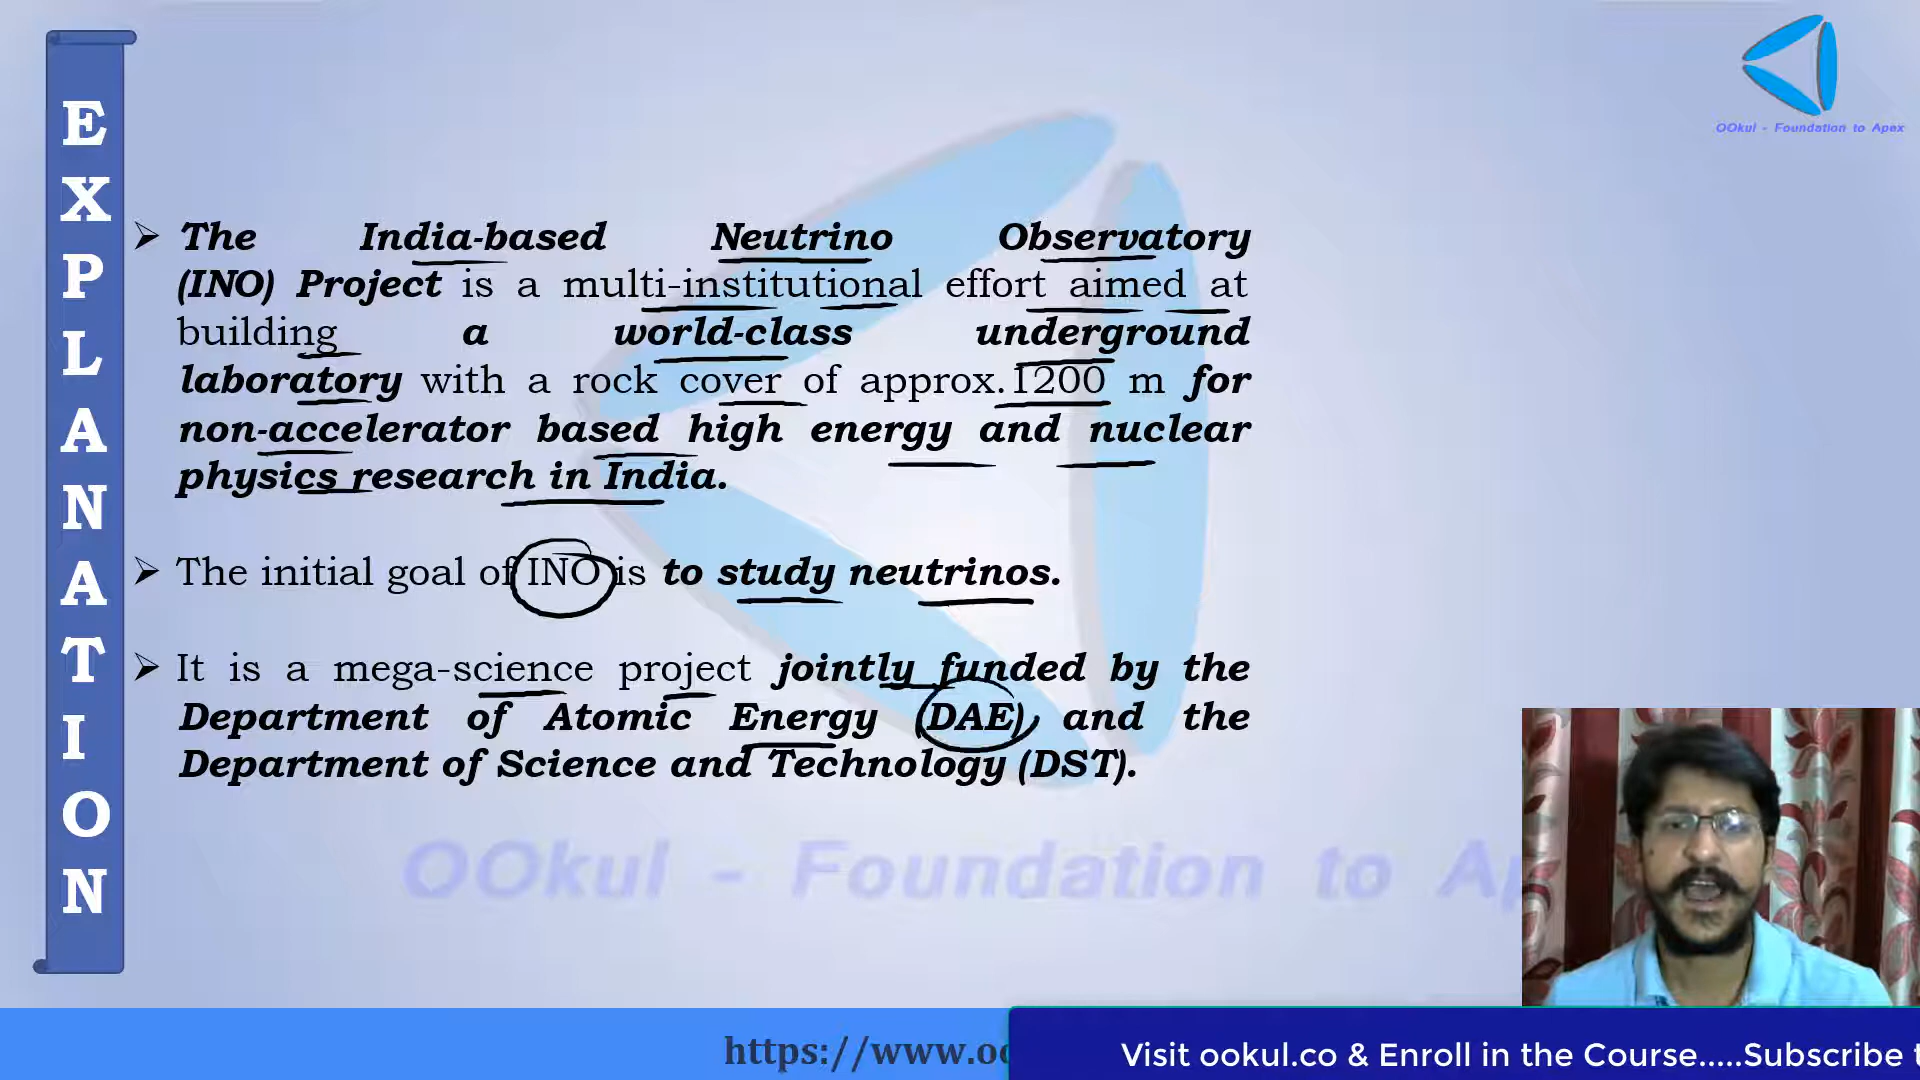 EXPLANATION
OOkul - Foundation to Apex
The India-based Neutrino Observatory
(INO) Project is a multi-institutional effort aimed at
building a world-class underground
laboratory with a rock cover of approx. 1200 m for
non-accelerator based high energy and nuclear
physics research in India.
The initial goal of INO is to study neutrinos.
It is a mega-science project jointly funded by the
Department of Atomic Energy (DAE) and the
Department of Science and Technology (DST).
OOkul - Foundation to Ap
https://www.oo
Visit ookul.co & Enroll in the Course.....Subscribe